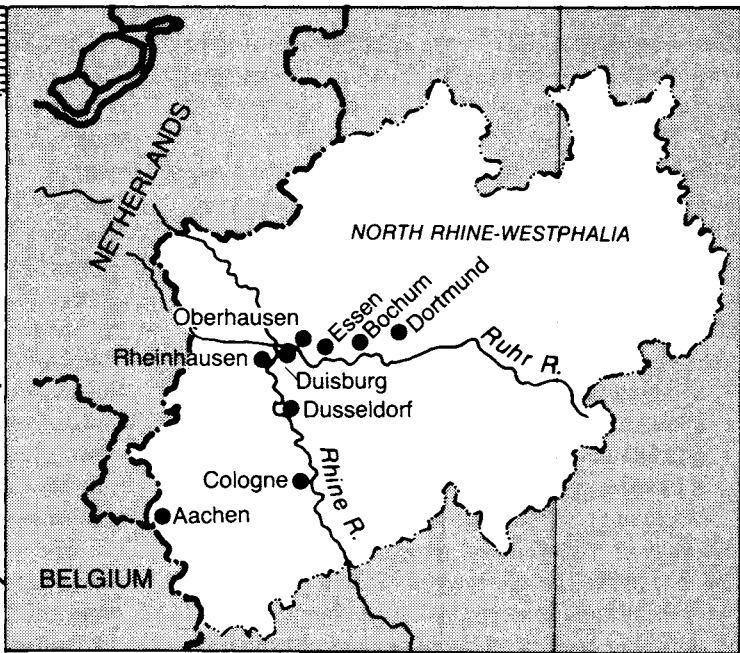 NETHERLANDS
NORTH RHINE-WESTPHALIA
Oberhausen
Essen
Bochum
Dortmund
Rheinhausen
Duisburg
Ruhr R.
Dusseldorf
Cologne
Rhine R.
Aachen
BELGIUM